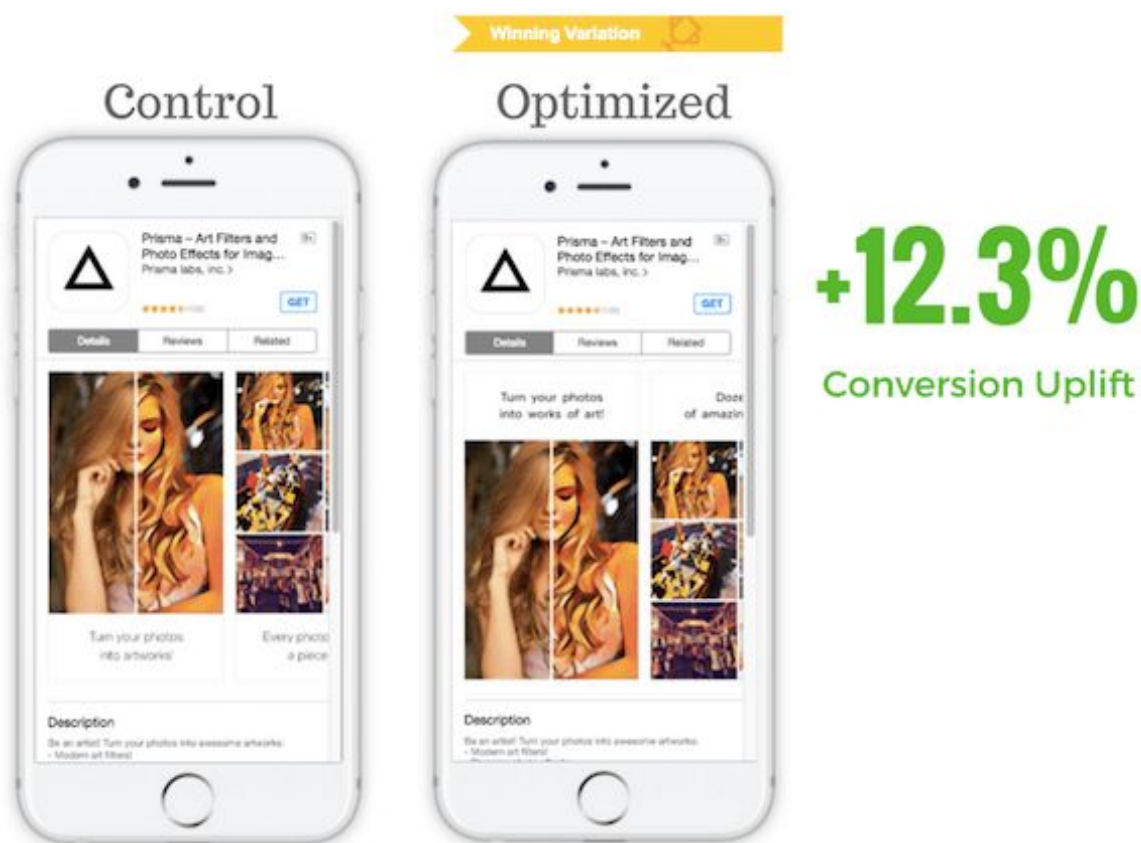 Winning Variation
Control
Optimized
Prisma – Art Filters and
Photo Effects for Imag...
Prisma labs, inc. >
GET
Details Reviews Related
Turn your photos
into artworks!
Every photo
a piece
Description
Be an artist! Turn your photos into awesome artworks:
- Modern art filters!
Prisma – Art Filters and
Photo Effects for Imag...
Prisma labs, inc. >
GET
Details Reviews Related
Turn your photos
into works of art!
Doze
of amazin
Description
Be an artist! Turn your photos into awesome artworks:
- Modern art filters!
+12.3%
Conversion Uplift